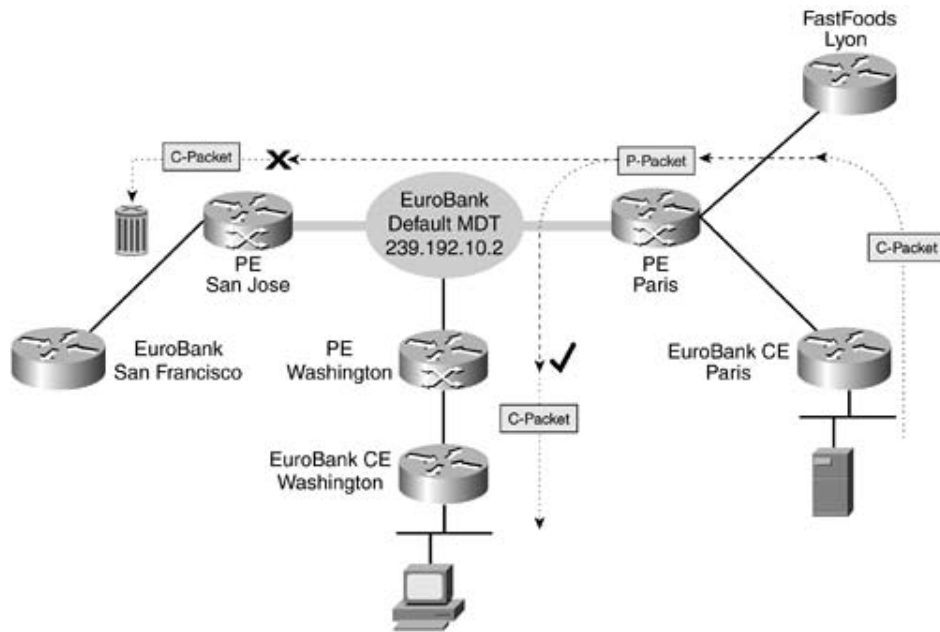 FastFoods
Lyon
C-Packet
P-Packet
EuroBank
Default MDT
239.192.10.2
C-Packet
PE
San Jose
PE
Paris
EuroBank
San Francisco
PE
Washington
EuroBank CE
Paris
C-Packet
EuroBank CE
Washington